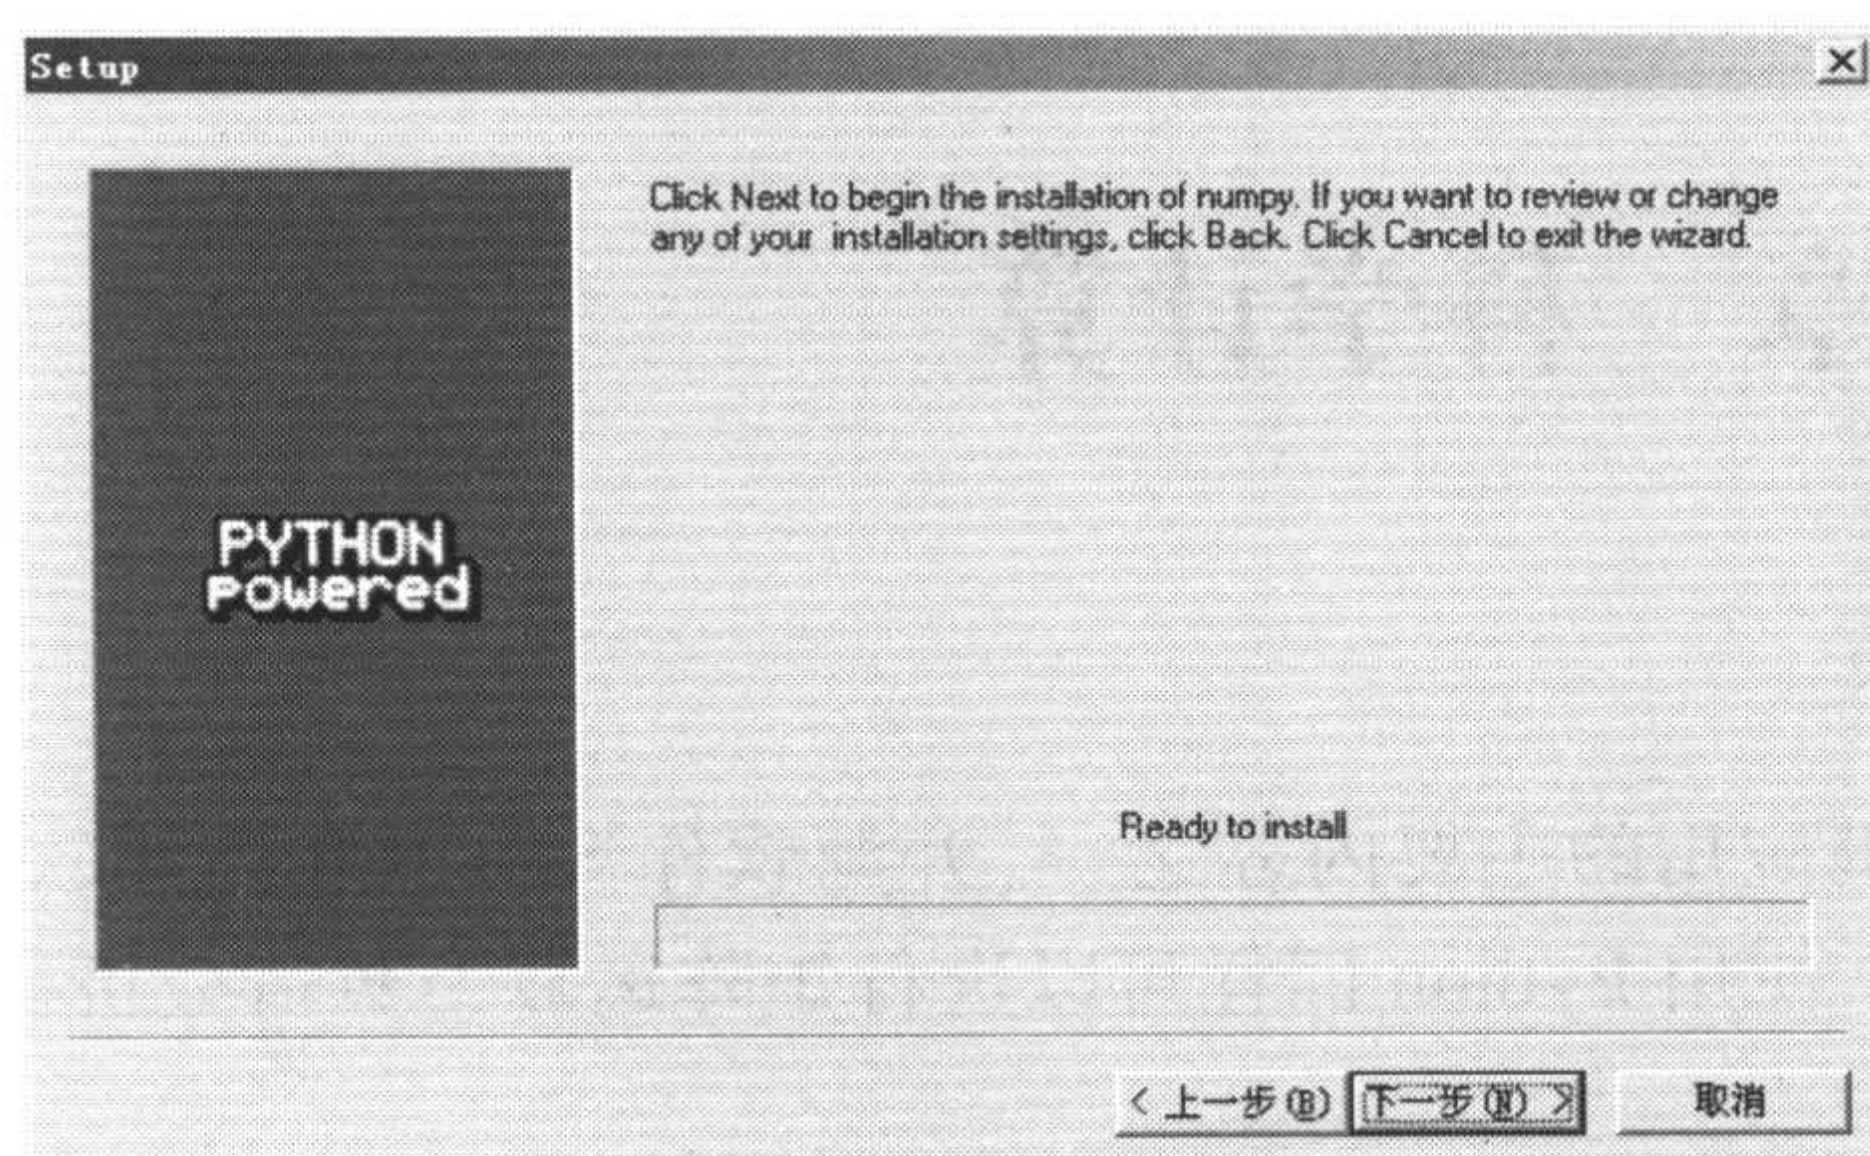 Setup
Click Next to begin the installation of numpy. If you want to review or change
any of your installation settings, click Back. Click Cancel to exit the wizard.
PYTHON
powered
Ready to install
< 上一步(B) 下一步(N) > 取消